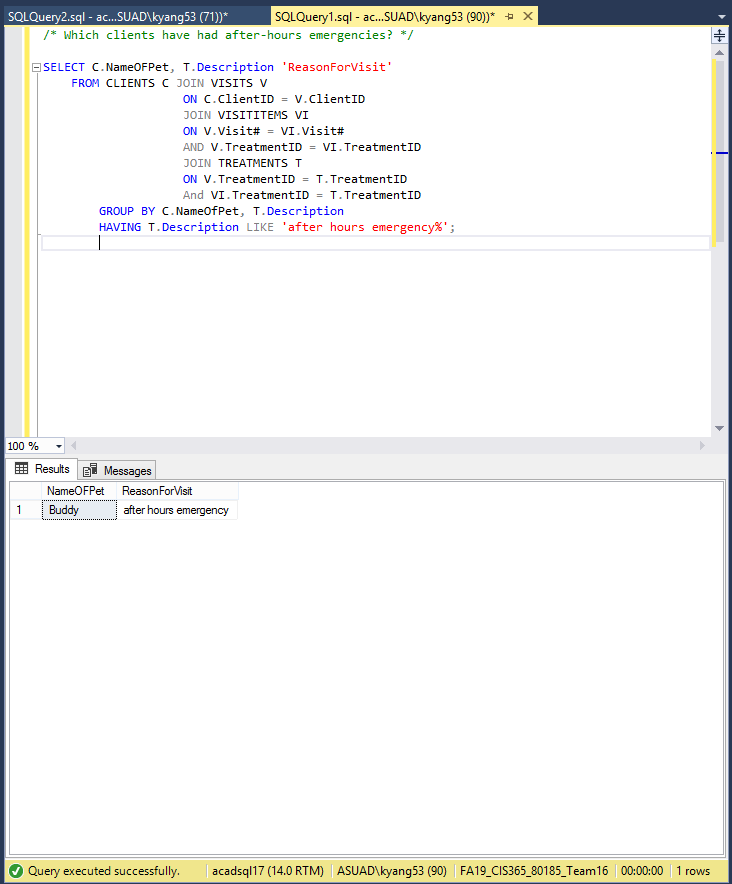 SQLQuery2.sql - ac...SUAD\kyang53 (71))*
SQLQuery1.sql - ac...SUAD\kyang53 (90))*
/* Which clients have had after-hours emergencies? */
SELECT C.NameOFPet, T.Description 'ReasonForVisit'
FROM CLIENTS C JOIN VISITS V
ON C.ClientID = V.ClientID
JOIN VISITITEMS VI
ON V.Visit# = VI.Visit#
AND V.TreatmentID = VI.TreatmentID
JOIN TREATMENTS T
ON V.TreatmentID = T.TreatmentID
And VI.TreatmentID = T.TreatmentID
GROUP BY C.NameOfPet, T.Description
HAVING T.Description LIKE 'after hours emergency%';
100 %
Results
Messages
NameOFPet ReasonForVisit
1 Buddy after hours emergency
Query executed successfully. acadsql17 (14.0 RTM) ASUAD\kyang53 (90) FA19_CIS365_80185_Team16 00:00:00 1 rows